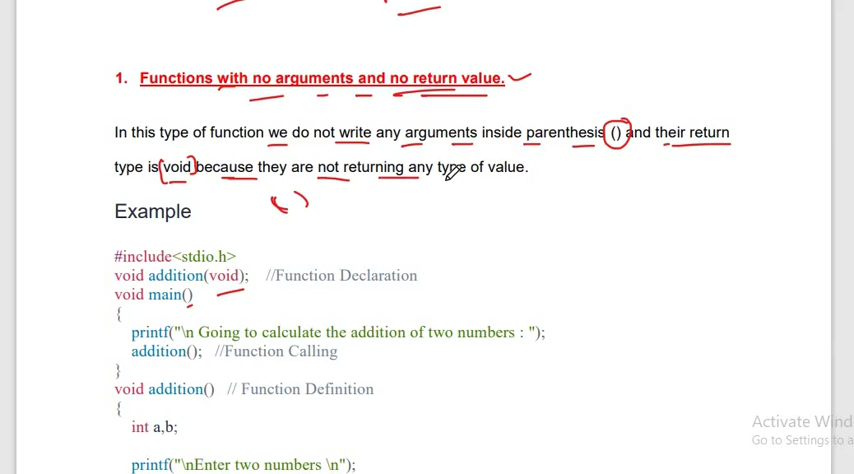 1. Functions with no arguments and no return value.
In this type of function we do not write any arguments inside parenthesis () and their return
type is void because they are not returning any type of value.
( )
Example
#include<stdio.h>
void addition(void); //Function Declaration
void main()
{
printf("\n Going to calculate the addition of two numbers : ");
addition(); //Function Calling
}
void addition() // Function Definition
{
int a,b;
printf("\nEnter two numbers \n");
Activate Wind
Go to Settings to a